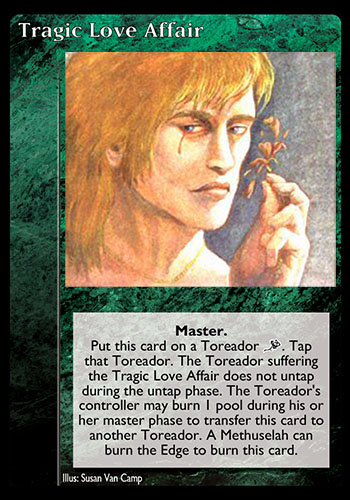 Tragic Love Affair
Master.
Put this card on a Toreador . Tap
that Toreador. The Toreador suffering
the Tragic Love Affair does not untap
during the untap phase. The Toreador's
controller may burn 1 pool during his or
her master phase to transfer this card to
another Toreador. A Methuselah can
burn the Edge to burn this card.
Illus: Susan Van Camp